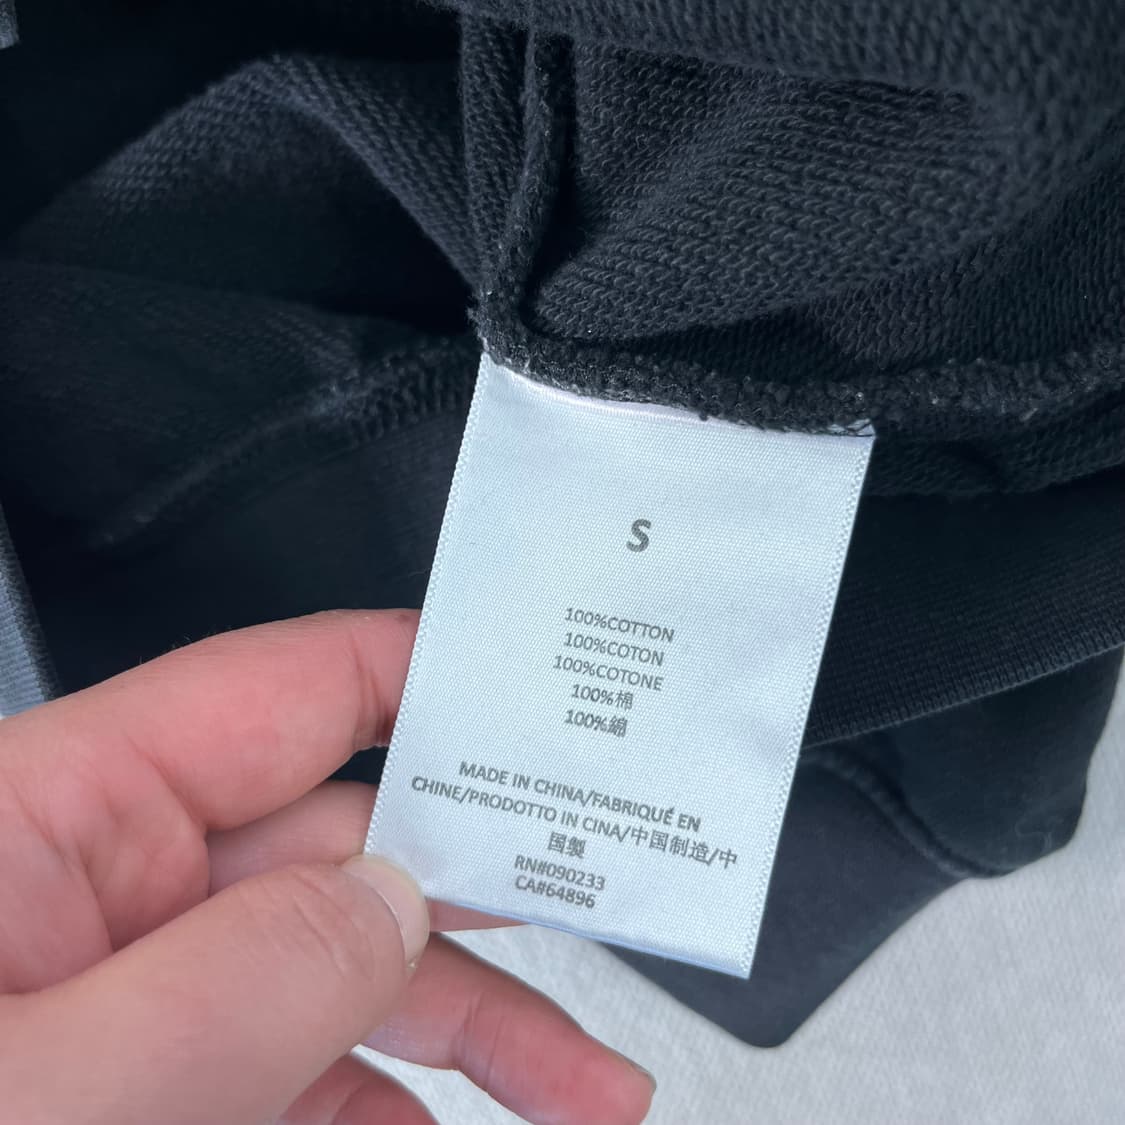 S
100%COTTON
100%COTON
100%COTONE
100%棉
100%綿
MADE IN CHINA/FABRIQUÉ EN
CHINE/PRODOTTO IN CINA/中国制造/中
国製
RN#090233
CA#64896